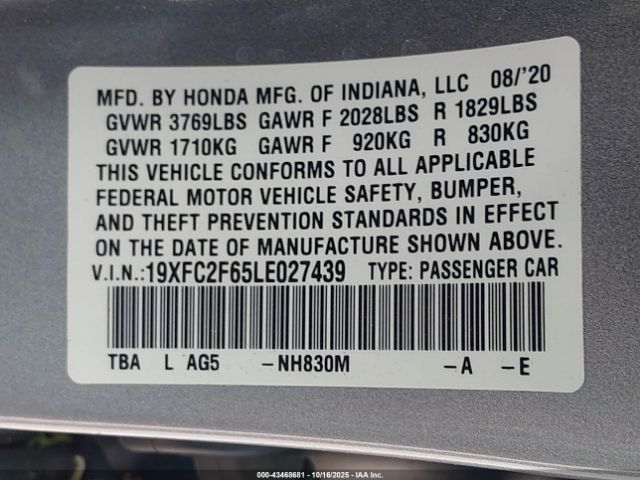 MFD. BY HONDA MFG. OF INDIANA, LLC 08/'20
GVWR 3769LBS GAWR F 2028LBS R 1829LBS
GVWR 1710KG GAWR F 920KG R 830KG
THIS VEHICLE CONFORMS TO ALL APPLICABLE
FEDERAL MOTOR VEHICLE SAFETY, BUMPER,
AND THEFT PREVENTION STANDARDS IN EFFECT
ON THE DATE OF MANUFACTURE SHOWN ABOVE.
V.I.N.:19XFC2F65LE027439 TYPE: PASSENGER CAR
TBA L AG5 -NH830M -A -E
000-43468681 - 10/16/2025 - IAA, Inc.